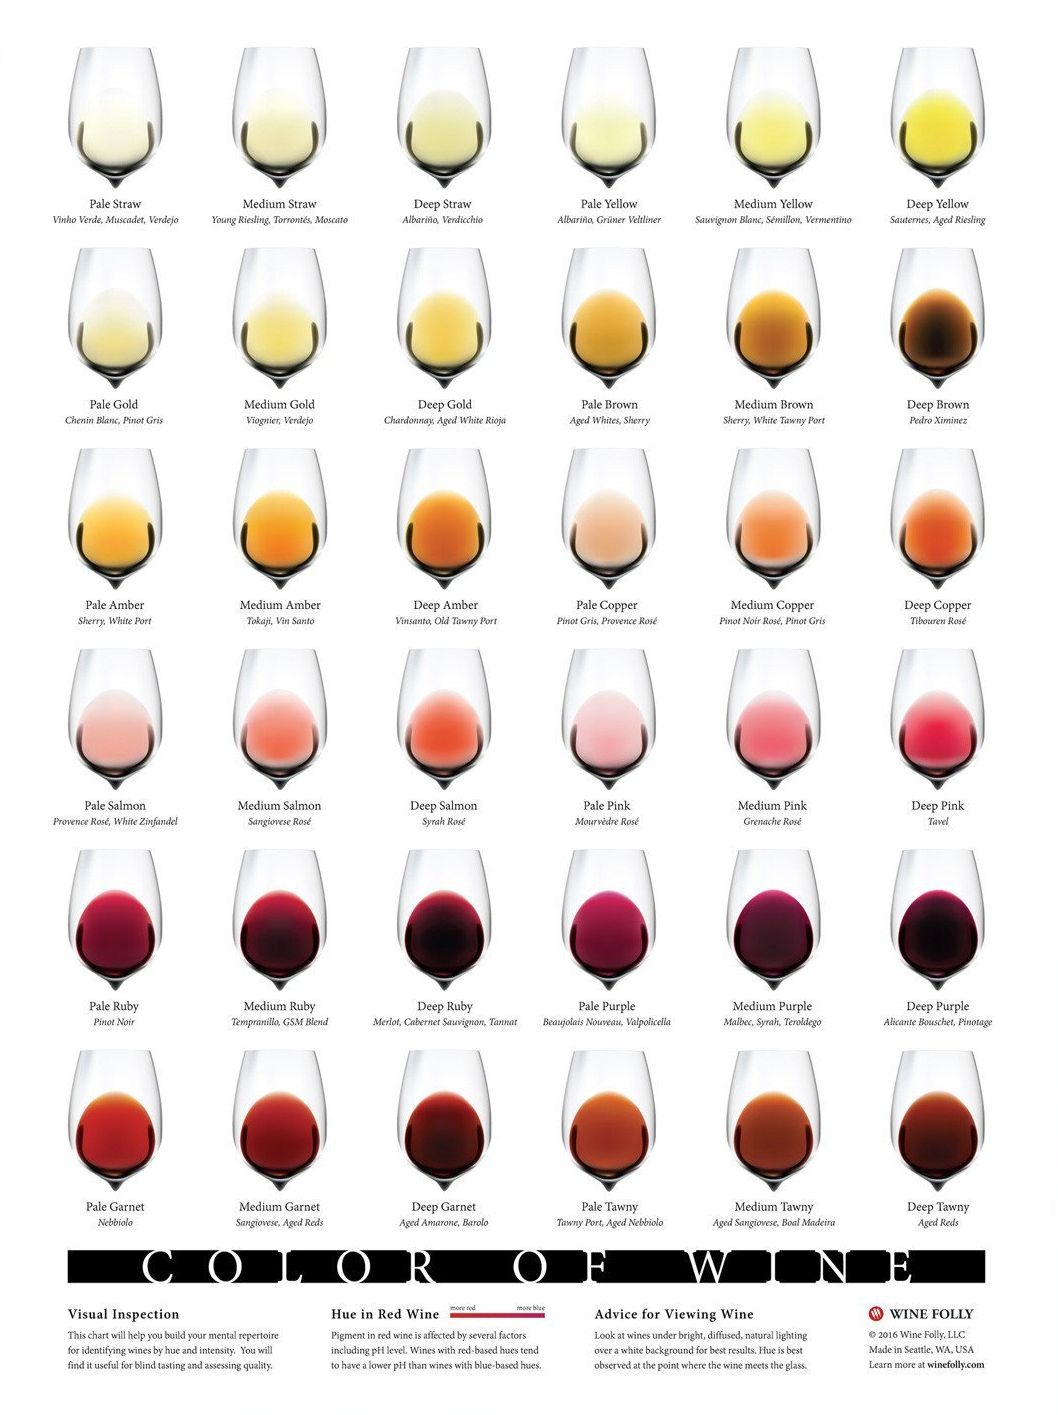 Pale Straw
Vinho Verde, Muscadet, Verdejo
Medium Straw
Young Riesling, Torrontés, Moscato
Deep Straw
Albariño, Verdicchio
Pale Yellow
Albariño, Grüner Veltliner
Medium Yellow
Sauvignon Blanc, Sémillon, Vermentino
Deep Yellow
Sauternes, Aged Riesling
Pale Gold
Chenin Blanc, Pinot Gris
Medium Gold
Viognier, Verdejo
Deep Gold
Chardonnay, Aged White Rioja
Pale Brown
Aged Whites, Sherry
Medium Brown
Sherry, White Tawny Port
Deep Brown
Pedro Ximinez
Pale Amber
Sherry, White Port
Medium Amber
Tokaji, Vin Santo
Deep Amber
Vinsanto, Old Tawny Port
Pale Copper
Pinot Gris, Provence Rosé
Medium Copper
Pinot Noir Rosé, Pinot Gris
Deep Copper
Tibouren Rosé
Pale Salmon
Provence Rosé, White Zinfandel
Medium Salmon
Sangiovese Rosé
Deep Salmon
Syrah Rosé
Pale Pink
Mourvèdre Rosé
Medium Pink
Grenache Rosé
Deep Pink
Tavel
Pale Ruby
Pinot Noir
Medium Ruby
Tempranillo, GSM Blend
Deep Ruby
Merlot, Cabernet Sauvignon, Tannat
Pale Purple
Beaujolais Nouveau, Valpolicella
Medium Purple
Malbec, Syrah, Teroldego
Deep Purple
Alicante Bouschet, Pinotage
Pale Garnet
Nebbiolo
Medium Garnet
Sangiovese, Aged Reds
Deep Garnet
Aged Amarone, Barolo
Pale Tawny
Tawny Port, Aged Nebbiolo
Medium Tawny
Aged Sangiovese, Boal Madeira
Deep Tawny
Aged Reds
COLOR OF WINE
Visual Inspection
This chart will help you build your mental repertoire
for identifying wines by hue and intensity. You will
find it useful for blind tasting and assessing quality.
Hue in Red Wine
more red
more blue
Pigment in red wine is affected by several factors
including pH level. Wines with red-based hues tend
to have a lower pH than wines with blue-based hues.
Advice for Viewing Wine
Look at wines under bright, diffused, natural lighting
over a white background for best results. Hue is best
observed at the point where the wine meets the glass.
WINE FOLLY
© 2016 Wine Folly, LLC
Made in Seattle, WA, USA
Learn more at winefolly.com